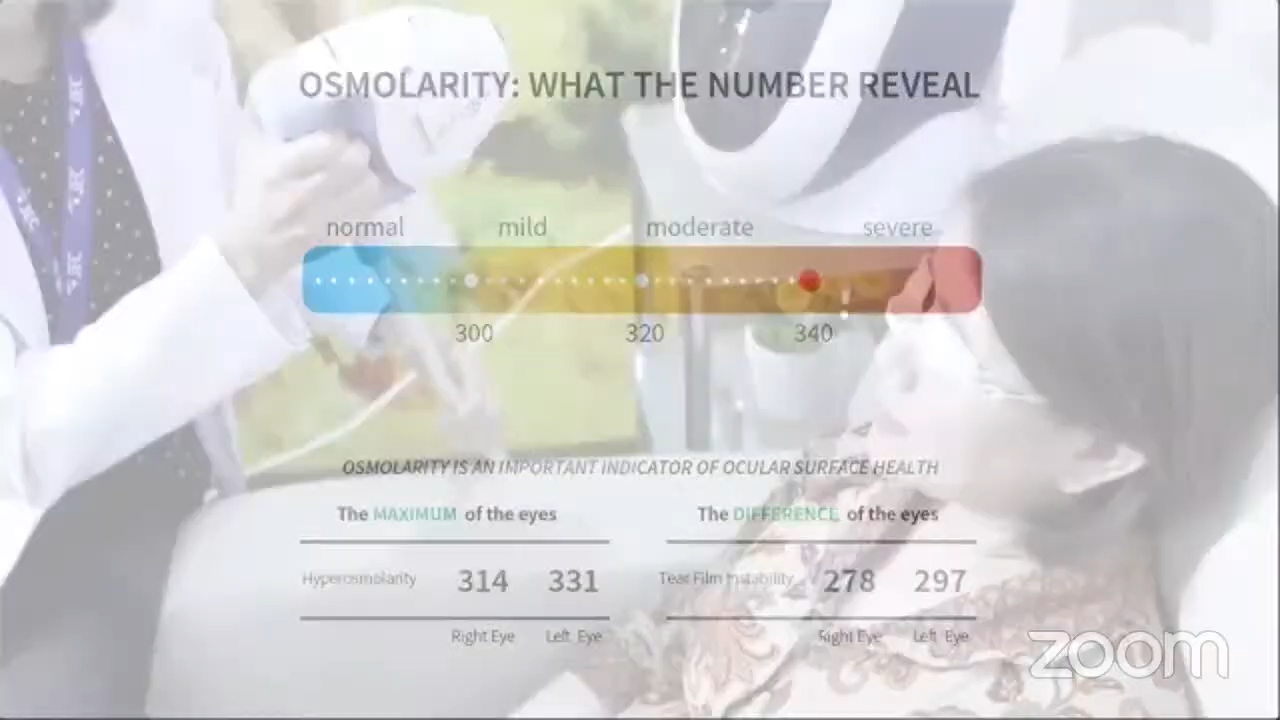 OSMOLARITY: WHAT THE NUMBER REVEAL
normal mild moderate severe
300 320 340
OSMOLARITY IS AN IMPORTANT INDICATOR OF OCULAR SURFACE HEALTH
The MAXIMUM of the eyes
The DIFFERENCE of the eyes
Hyperosmolarity 314 331
Right Eye Left Eye
Tear Film Instability 278 297
Right Eye Left Eye
zoom